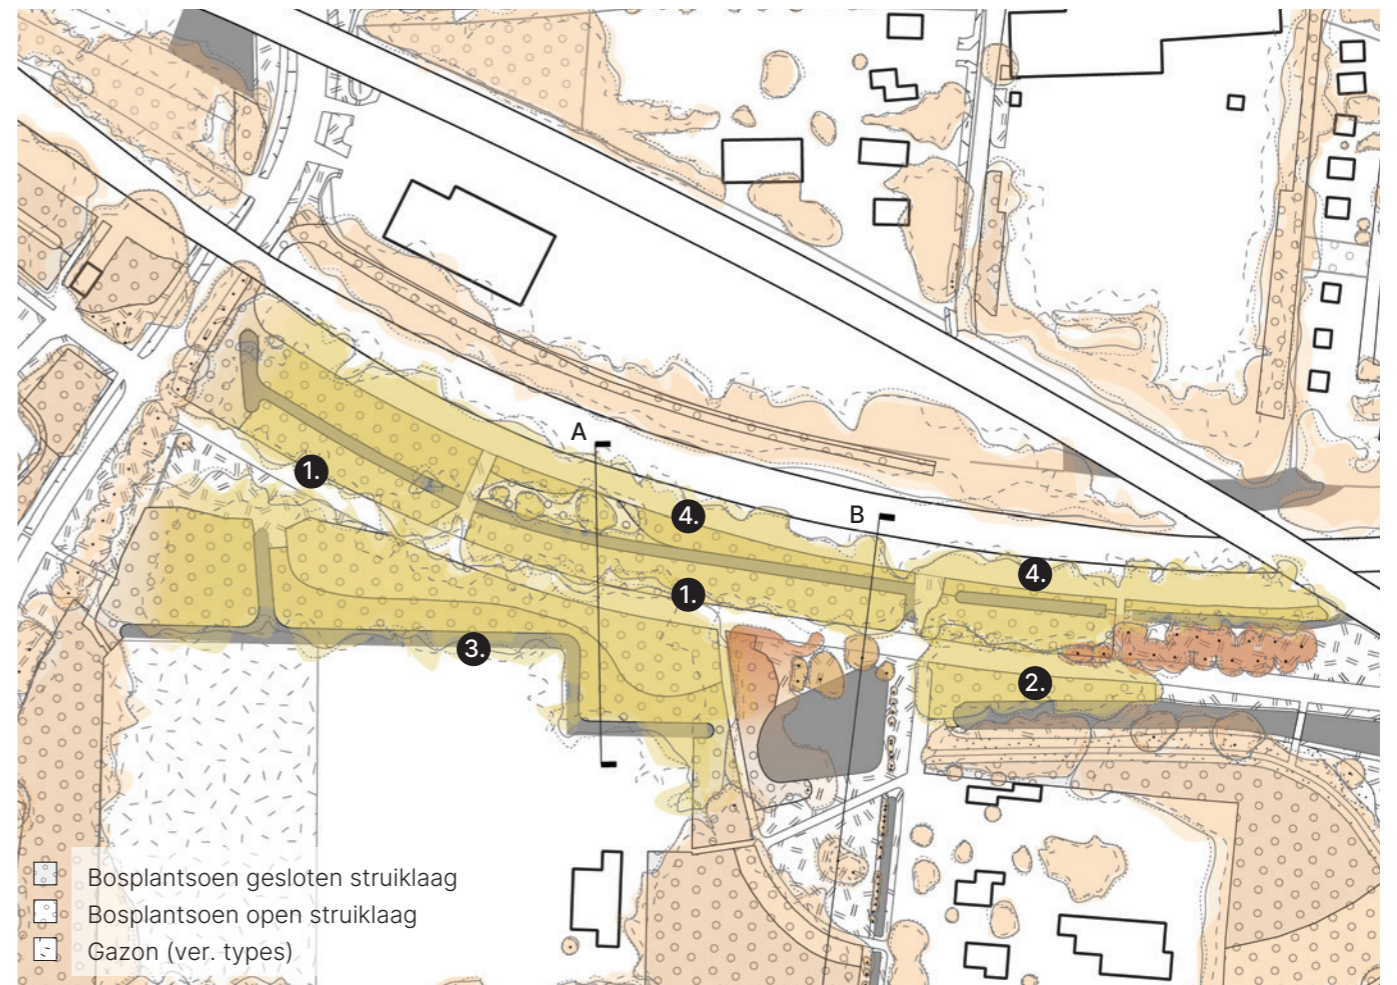 A
1.
4.
B
4.
1.
3.
2.
Bosplantsoen gesloten struiklaag
Bosplantsoen open struiklaag
Gazon (ver. types)